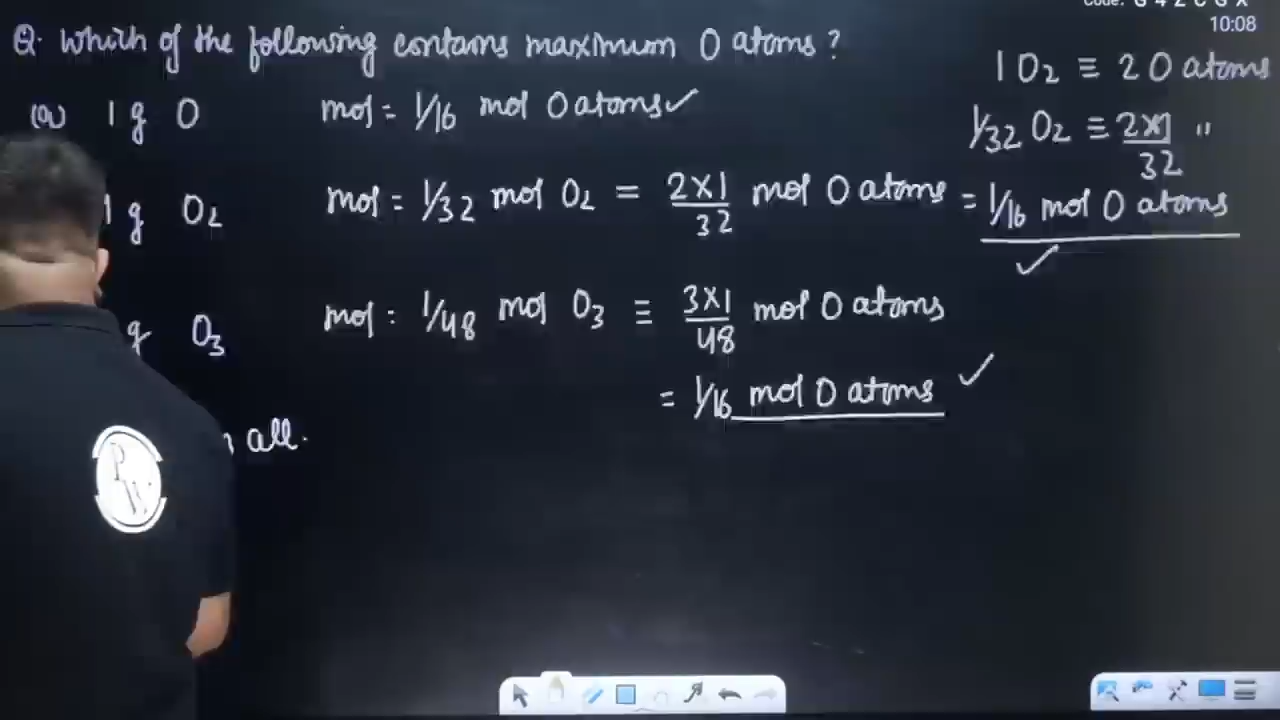 Code: G 4 Z C G X
10:08
Q. Which of the following contains maximum O atoms?
(a) 1 g O mol = 1/16 mol O atoms ✓
1 g O₂ mol = 1/32 mol O₂ = 2×1/32 mol O atoms = 1/16 mol O atoms ✓
g O₃ mol : 1/48 mol O₃ ≡ 3×1/48 mol O atoms
= 1/16 mol O atoms ✓
all.
1 O₂ ≡ 2 O atoms
1/32 O₂ ≡ 2×1/32 "
PW